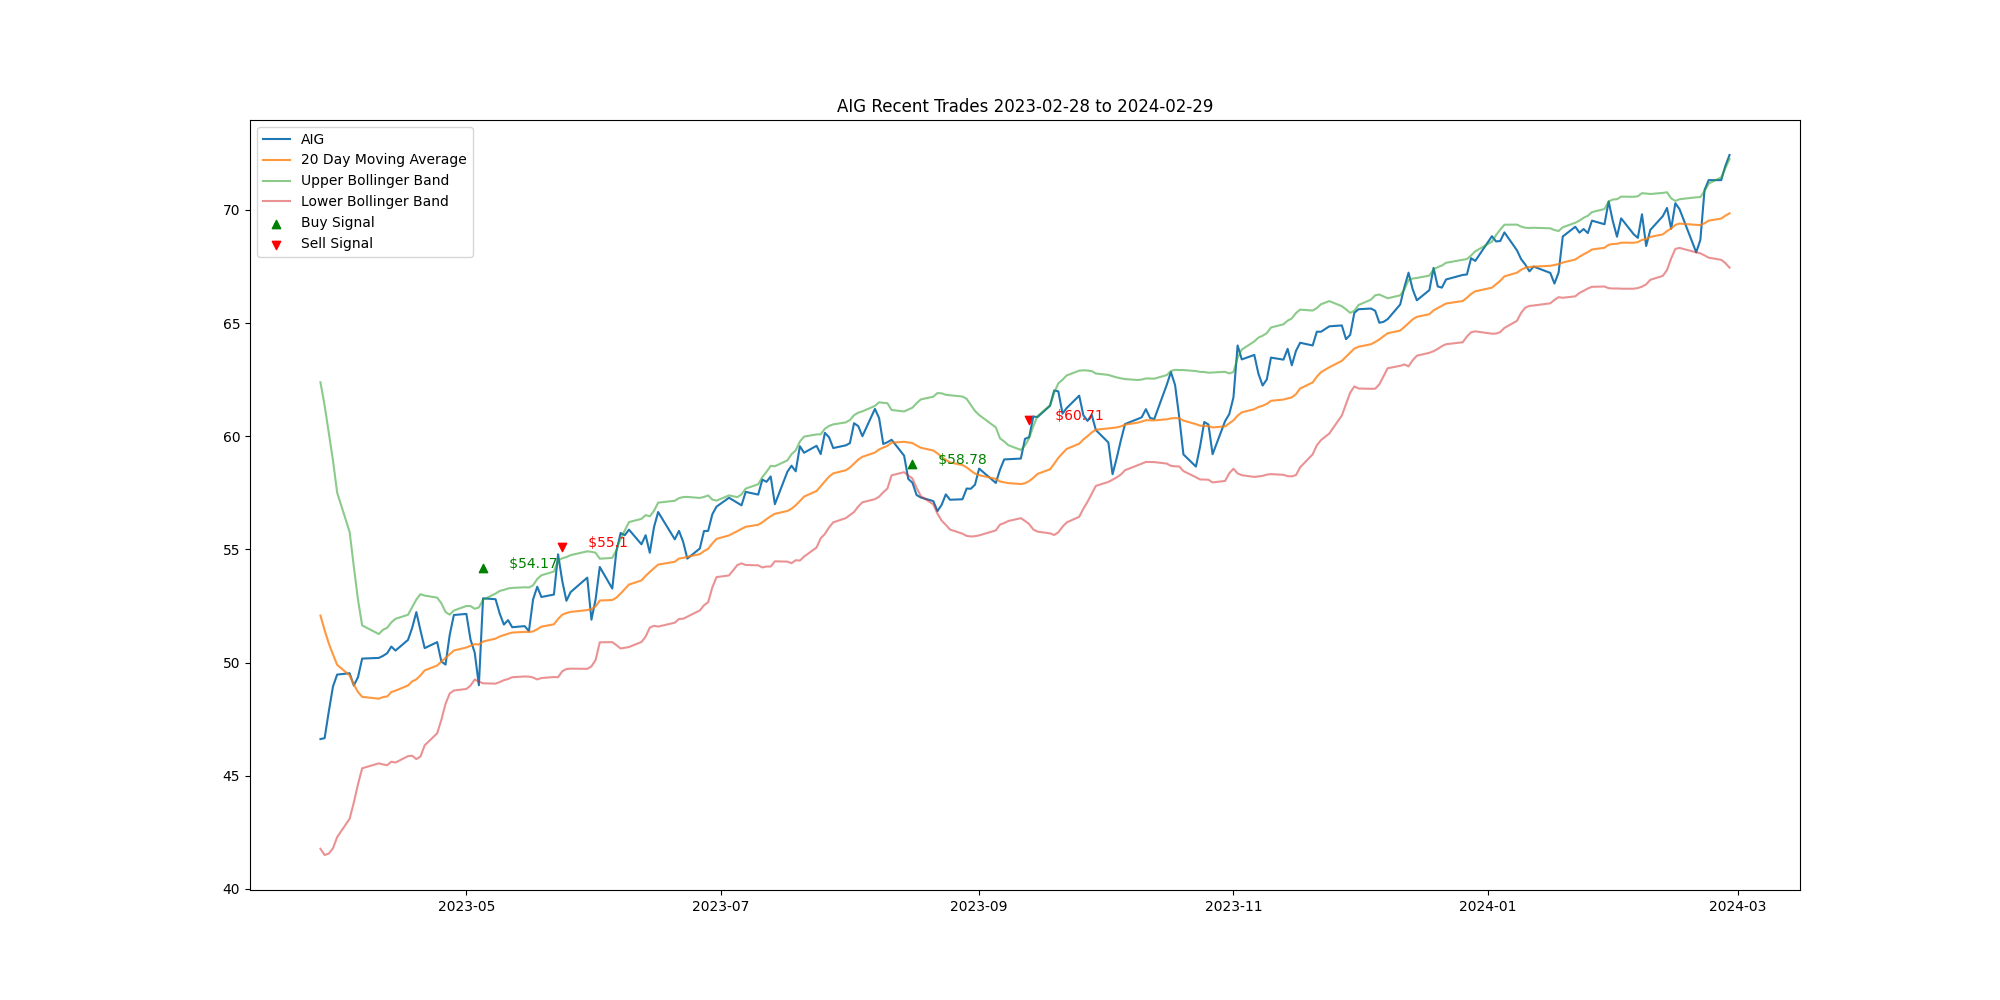 AIG Recent Trades 2023-02-28 to 2024-02-29
AIG
20 Day Moving Average
Upper Bollinger Band
Lower Bollinger Band
Buy Signal
Sell Signal
70
65
60
55
50
45
40
$54.17
$55.1
$58.78
$60.71
2023-05
2023-07
2023-09
2023-11
2024-01
2024-03